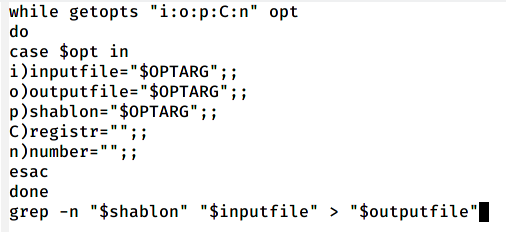 while getopts "i:o:p:C:n" opt
do
case $opt in
i)inputfile="$OPTARG";;
o)outputfile="$OPTARG";;
p)shablon="$OPTARG";;
C)registr="";;
n)number="";;
esac
done
grep -n "$shablon" "$inputfile" > "$outputfile"